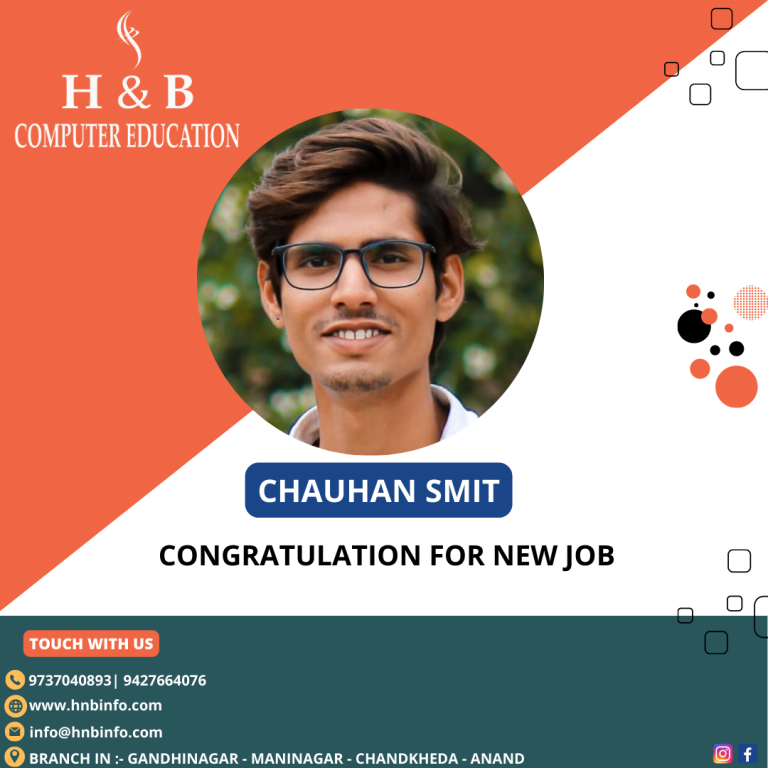 H & B
COMPUTER EDUCATION
CHAUHAN SMIT
CONGRATULATION FOR NEW JOB
TOUCH WITH US
9737040893| 9427664076
www.hnbinfo.com
info@hnbinfo.com
BRANCH IN :- GANDHINAGAR - MANINAGAR - CHANDKHEDA - ANAND